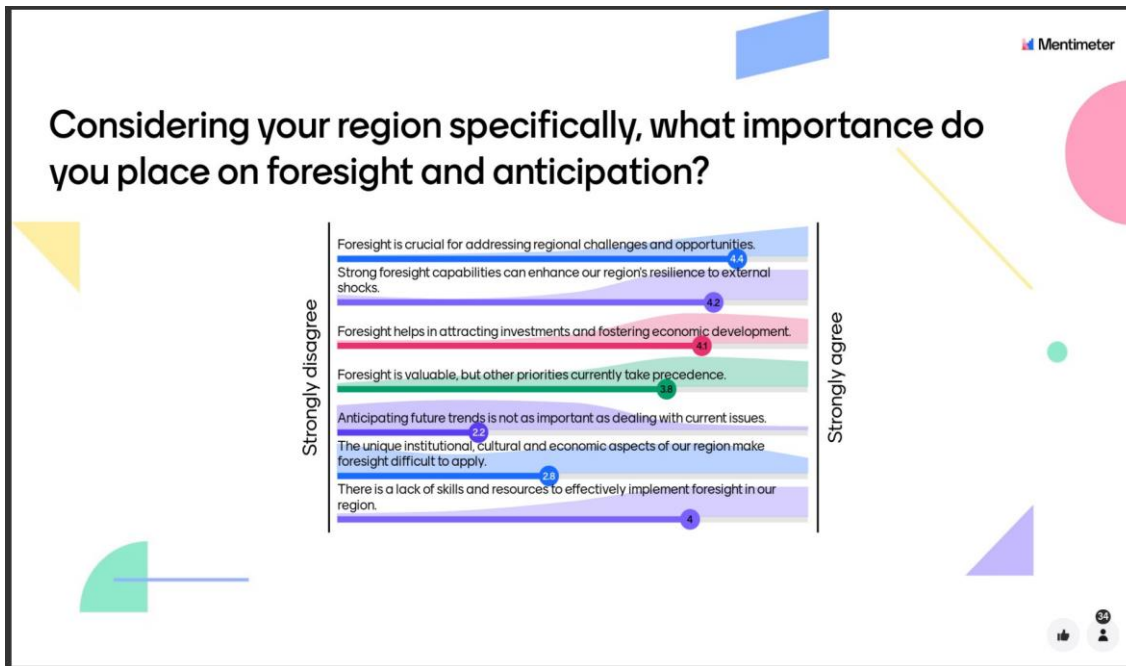 Mentimeter
Considering your region specifically, what importance do
you place on foresight and anticipation?
Strongly disagree
Foresight is crucial for addressing regional challenges and opportunities.
4.4
Strong foresight capabilities can enhance our region's resilience to external
shocks.
4.2
Foresight helps in attracting investments and fostering economic development.
4.1
Foresight is valuable, but other priorities currently take precedence.
3.8
Anticipating future trends is not as important as dealing with current issues.
2.2
The unique institutional, cultural and economic aspects of our region make
foresight difficult to apply.
2.8
There is a lack of skills and resources to effectively implement foresight in our
region.
4
Strongly agree
34